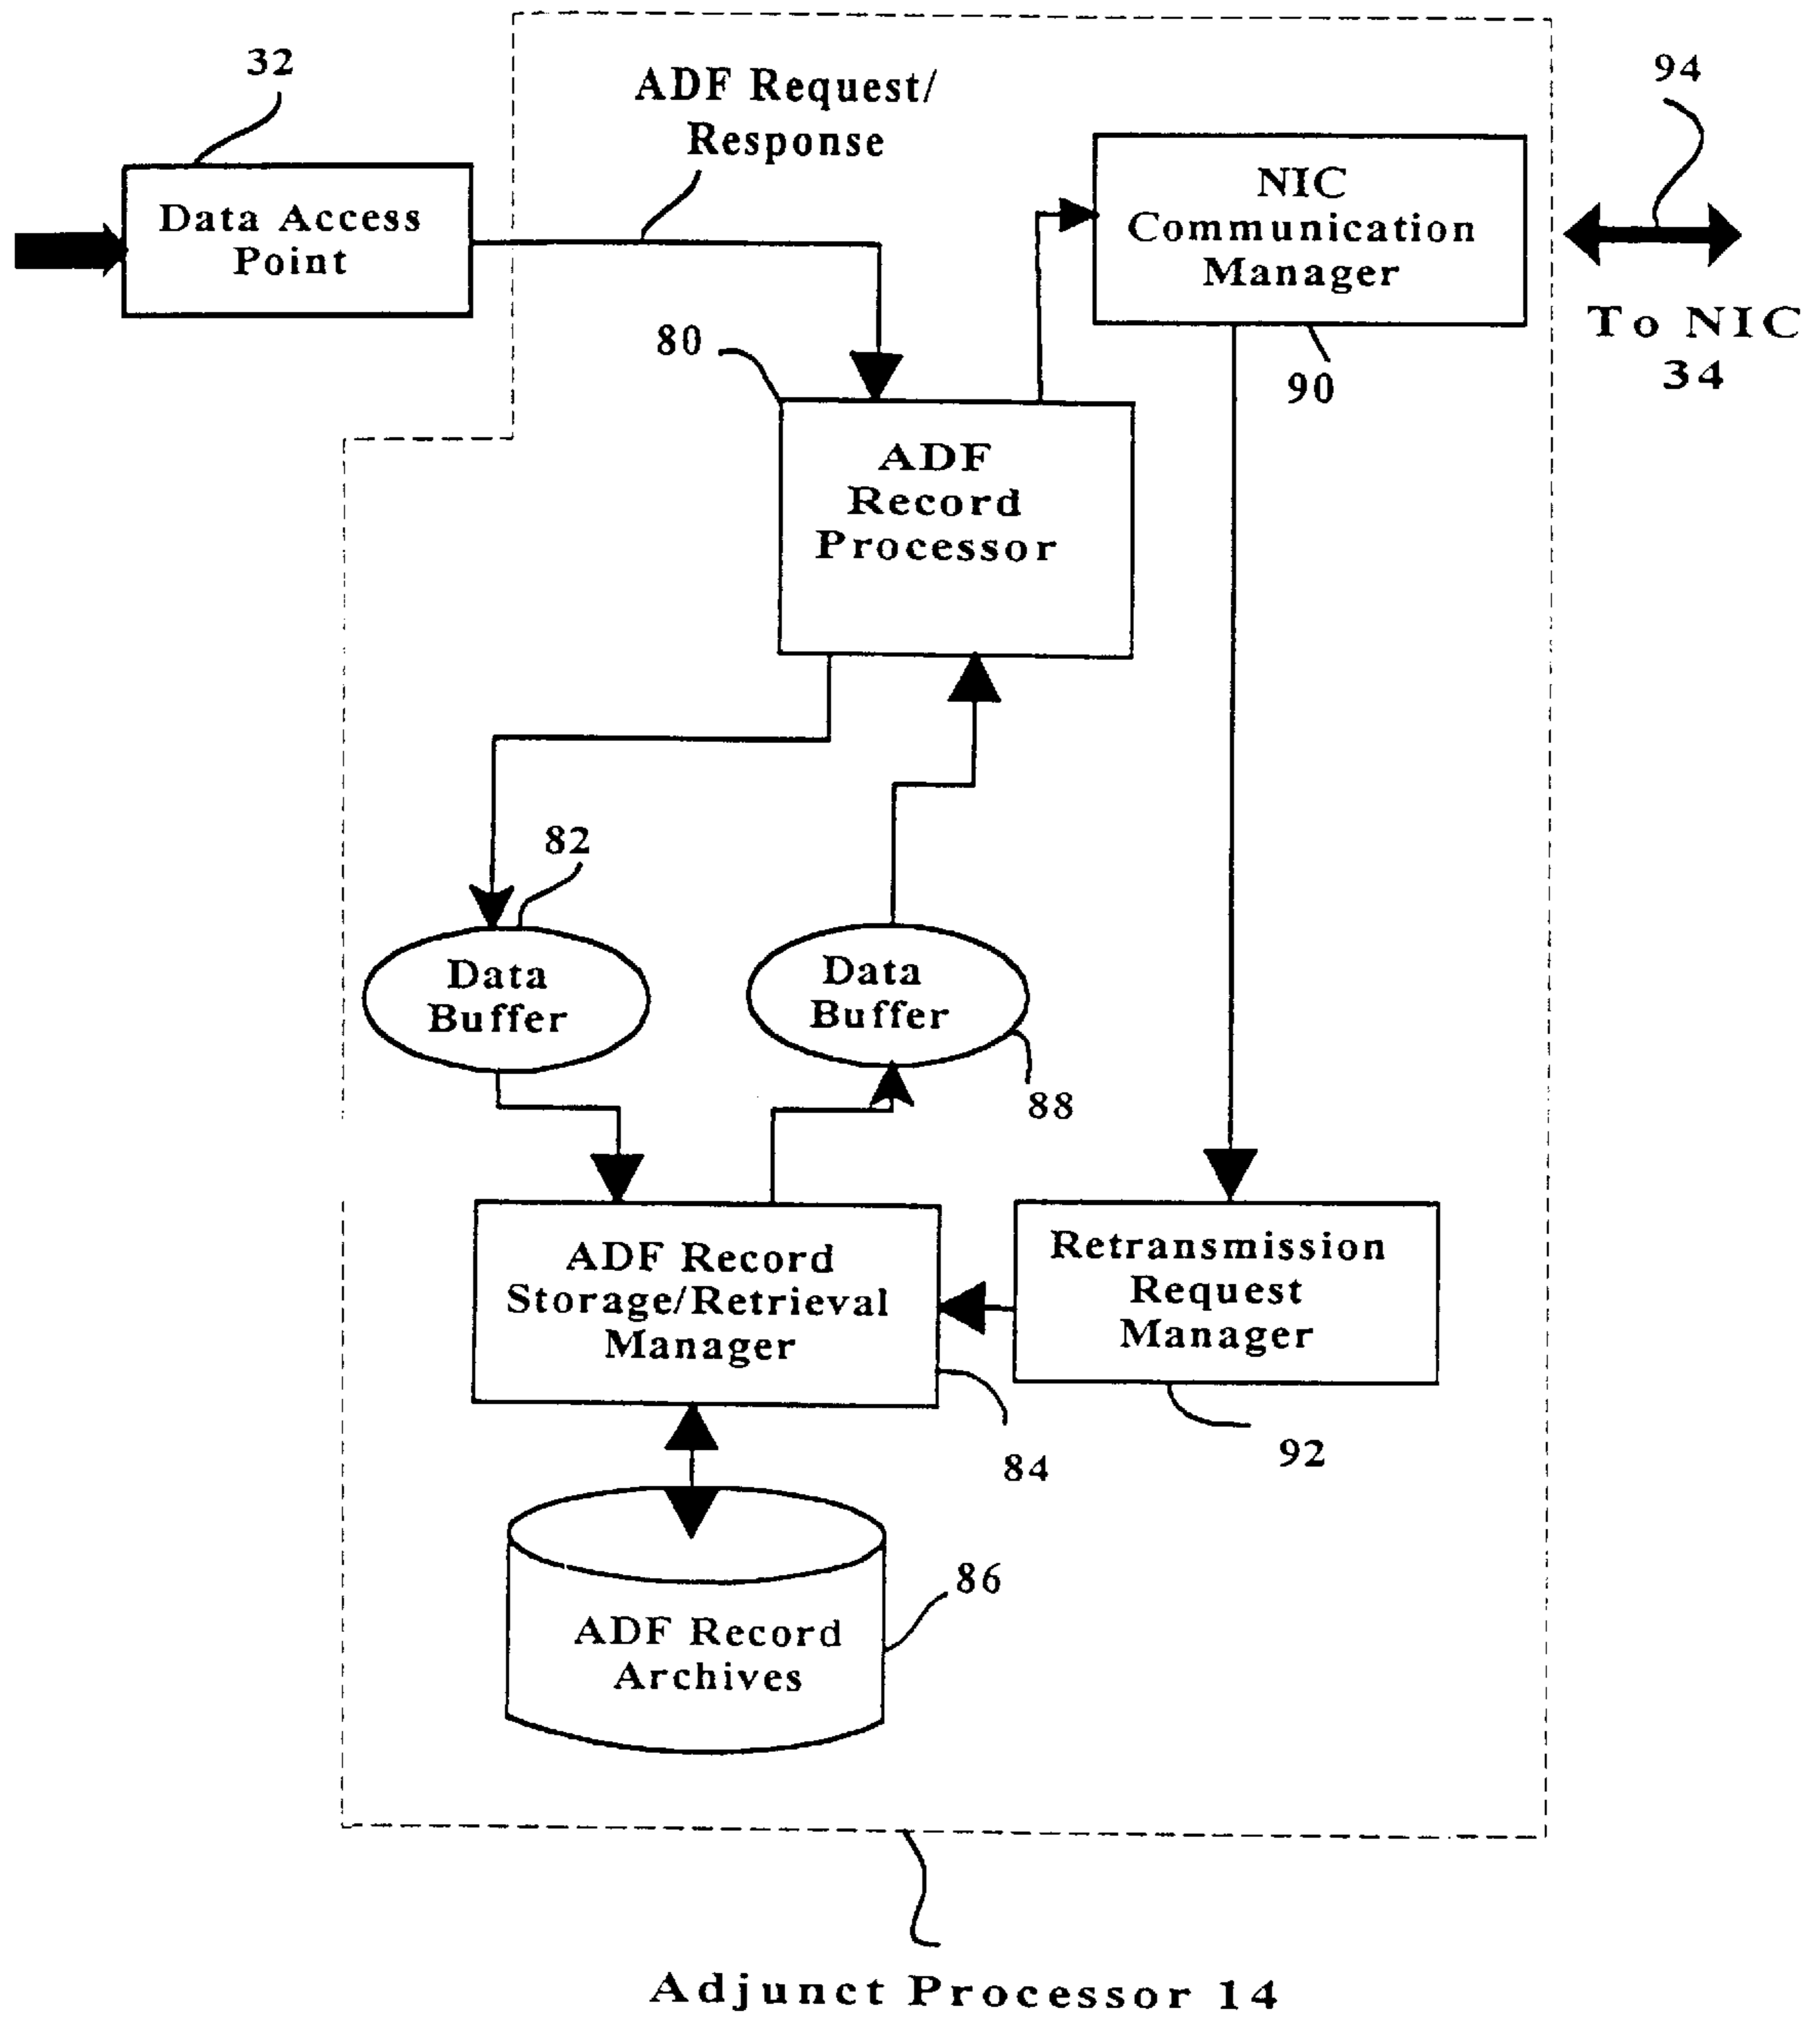 32
ADF Request/
Response
94
Data Access
Point
NIC
Communication
Manager
To NIC
34
80
90
ADF
Record
Processor
82
Data
Buffer
Data
Buffer
88
ADF Record
Storage/Retrieval
Manager
Retransmission
Request
Manager
84
92
86
ADF Record
Archives
Adjunct Processor 14